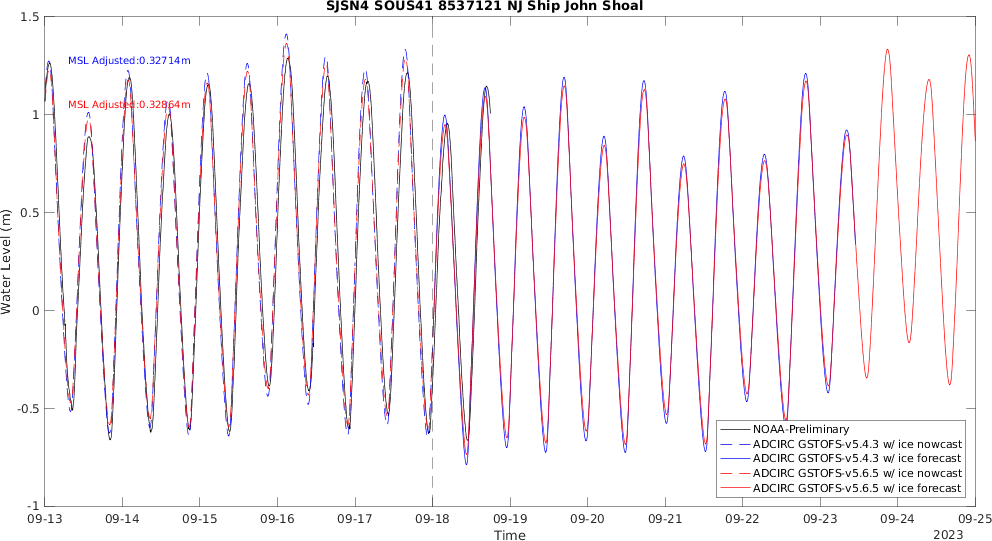 SJSN4 SOUS41 8537121 NJ Ship John Shoal
1.5
1
0.5
0
-0.5
-1
Water Level (m)
MSL Adjusted:0.32714m
MSL Adjusted:0.32864m
NOAA-Preliminary
ADCIRC GSTOFS-v5.4.3 w/ ice nowcast
ADCIRC GSTOFS-v5.4.3 w/ ice forecast
ADCIRC GSTOFS-v5.6.5 w/ ice nowcast
ADCIRC GSTOFS-v5.6.5 w/ ice forecast
09-13 09-14 09-15 09-16 09-17 09-18 09-19 09-20 09-21 09-22 09-23 09-24 09-25
Time
2023